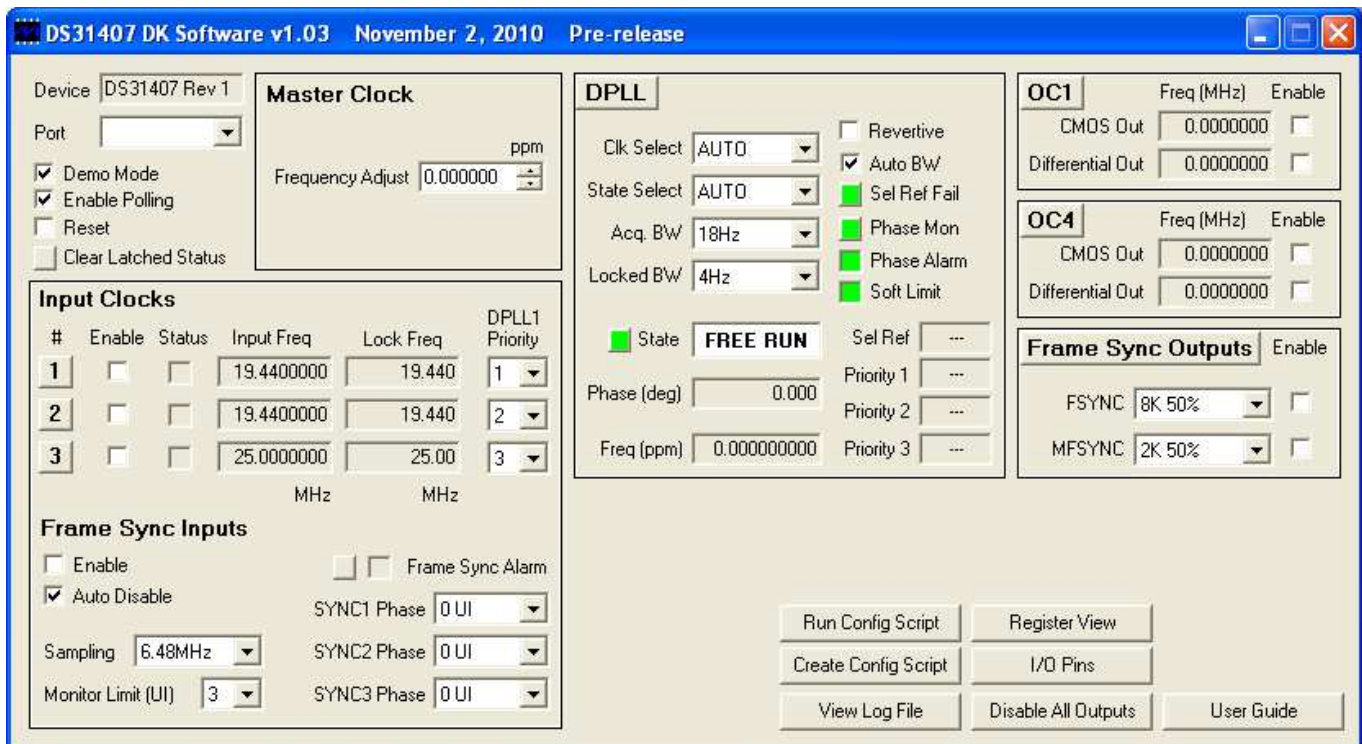 DS31407 DK Software v1.03 November 2, 2010 Pre-release
Device DS31407 Rev 1
Port
Demo Mode
Enable Polling
Reset
Clear Latched Status
Master Clock
ppm
Frequency Adjust 0.000000
Input Clocks
# Enable Status Input Freq Lock Freq DPLL1 Priority
1 19.4400000 19.440 1
2 19.4400000 19.440 2
3 25.0000000 25.00 3
MHz MHz
Frame Sync Inputs
Enable
Auto Disable
Frame Sync Alarm
Sampling 6.48MHz
Monitor Limit (UI) 3
SYNC1 Phase 0 UI
SYNC2 Phase 0 UI
SYNC3 Phase 0 UI
DPLL
Clk Select AUTO
State Select AUTO
Acq. BW 18Hz
Locked BW 4Hz
Revertive
Auto BW
Sel Ref Fail
Phase Mon
Phase Alarm
Soft Limit
State FREE RUN
Phase (deg) 0.000
Freq (ppm) 0.000000000
Sel Ref ---
Priority 1 ---
Priority 2 ---
Priority 3 ---
OC1 Freq (MHz) Enable
CMOS Out 0.0000000
Differential Out 0.0000000
OC4 Freq (MHz) Enable
CMOS Out 0.0000000
Differential Out 0.0000000
Frame Sync Outputs Enable
FSYNC 8K 50%
MFSYNC 2K 50%
Run Config Script Register View
Create Config Script I/O Pins
View Log File Disable All Outputs User Guide